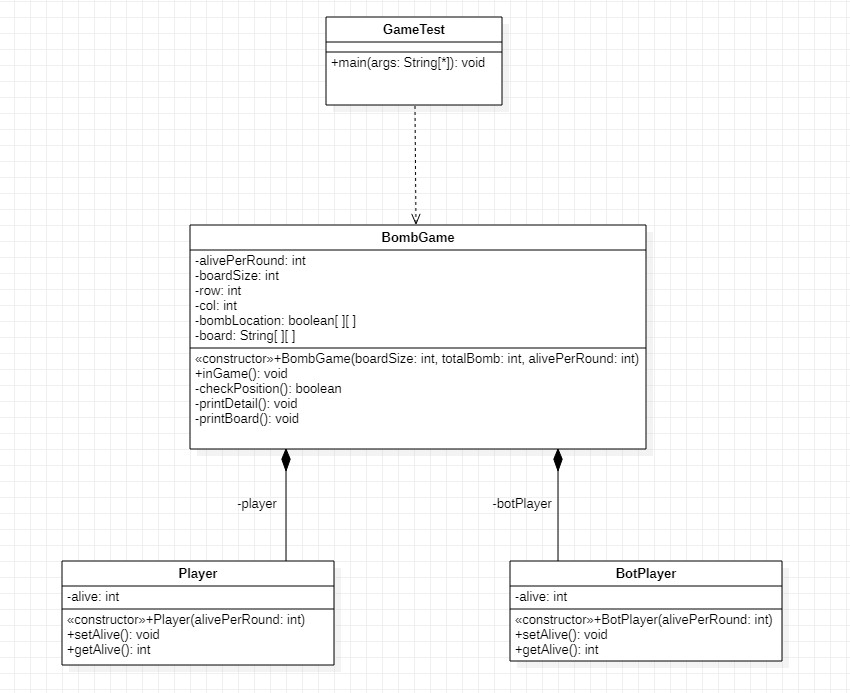 GameTest
+main(args: String[*]): void
BombGame
-alivePerRound: int
-boardSize: int
-row: int
-col: int
-bombLocation: boolean[ ][ ]
-board: String[ ][ ]
«constructor»+BombGame(boardSize: int, totalBomb: int, alivePerRound: int)
+inGame(): void
-checkPosition(): boolean
-printDetail(): void
-printBoard(): void
-player
-botPlayer
Player
-alive: int
«constructor»+Player(alivePerRound: int)
+setAlive(): void
+getAlive(): int
BotPlayer
-alive: int
«constructor»+BotPlayer(alivePerRound: int)
+setAlive(): void
+getAlive(): int